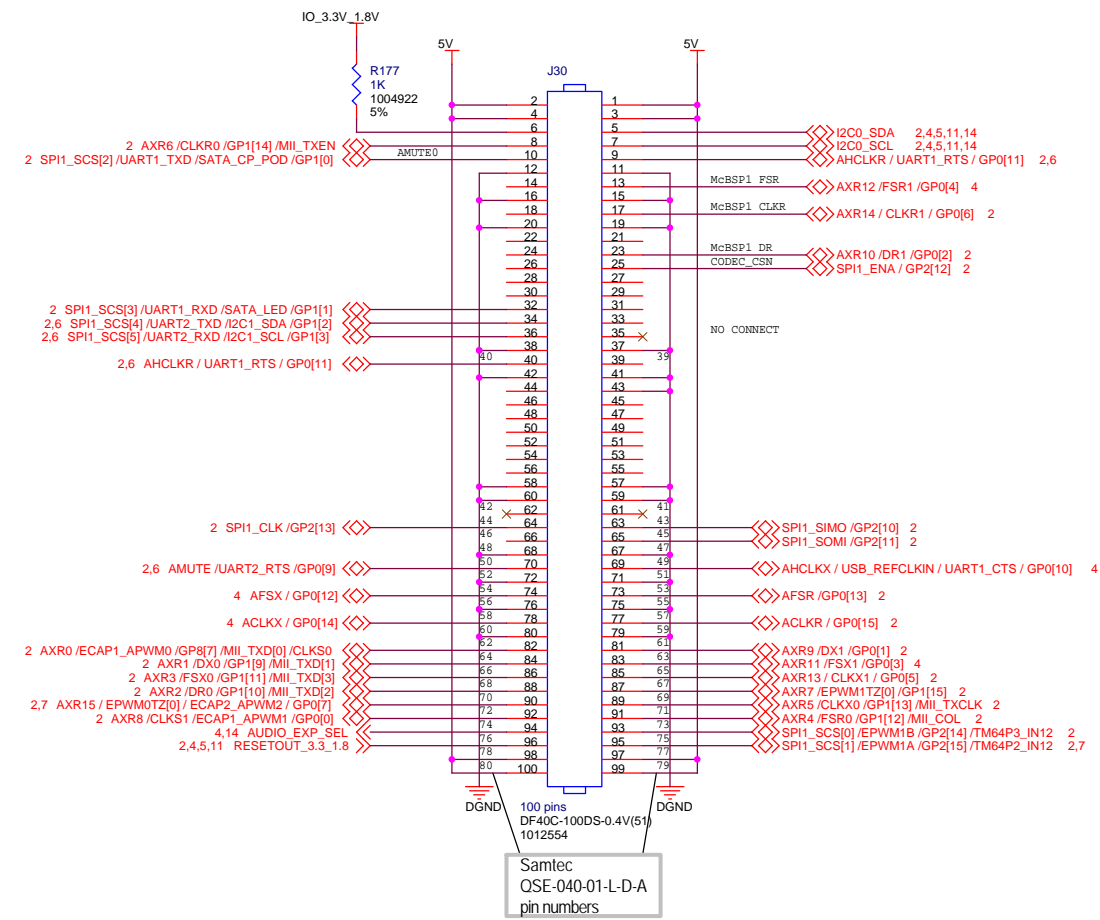 IO_3.3V_1.8V
5V 5V
R177
1K
1004922
5%
J30
2 1
4 3
6 5 I2C0_SDA 2,4,5,11,14
2 AXR6 /CLKR0 /GP1[14] /MII_TXEN 8 7 I2C0_SCL 2,4,5,11,14
2 SPI1_SCS[2] /UART1_TXD /SATA_CP_POD /GP1[0] AMUTE0 10 9 AHCLKR / UART1_RTS / GP0[11] 2,6
12 11
14 13 McBSP1 FSR AXR12 /FSR1 /GP0[4] 4
16 15
18 17 McBSP1 CLKR AXR14 / CLKR1 / GP0[6] 2
20 19
22 21
24 23 McBSP1 DR AXR10 /DR1 /GP0[2] 2
26 25 CODEC_CSN SPI1_ENA / GP2[12] 2
28 27
30 29
2 SPI1_SCS[3] /UART1_RXD /SATA_LED /GP1[1] 32 31
2,6 SPI1_SCS[4] /UART2_TXD /I2C1_SDA /GP1[2] 34 33
2,6 SPI1_SCS[5] /UART2_RXD /I2C1_SCL /GP1[3] 36 35 NO CONNECT
38 37
2,6 AHCLKR / UART1_RTS / GP0[11] 40 40 39 39
42 41
44 43
46 45
48 47
50 49
52 51
54 53
56 55
58 57
60 59
42 62 61 41
2 SPI1_CLK /GP2[13] 44 64 63 43 SPI1_SIMO /GP2[10] 2
46 66 65 45 SPI1_SOMI /GP2[11] 2
48 68 67 47
2,6 AMUTE /UART2_RTS /GP0[9] 50 70 69 49 AHCLKX / USB_REFCLKIN / UART1_CTS / GP0[10] 4
52 72 71 51
4 AFSX / GP0[12] 54 74 73 53 AFSR /GP0[13] 2
56 76 75 55
4 ACLKX / GP0[14] 58 78 77 57 ACLKR / GP0[15] 2
60 80 79 59
2 AXR0 /ECAP1_APWM0 /GP8[7] /MII_TXD[0] /CLKS0 62 82 81 61 AXR9 /DX1 /GP0[1] 2
2 AXR1 / DX0 /GP1[9] /MII_TXD[1] 64 84 83 63 AXR11 /FSX1 /GP0[3] 4
2 AXR3 / FSX0 /GP1[11] /MII_TXD[3] 66 86 85 65 AXR13 / CLKX1 / GP0[5] 2
2 AXR2 / DR0 /GP1[10] /MII_TXD[2] 68 88 87 67 AXR7 /EPWM1TZ[0] /GP1[15] 2
2,7 AXR15 / EPWM0TZ[0] / ECAP2_APWM2 / GP0[7] 70 90 89 69 AXR5 /CLKX0 /GP1[13] /MII_TXCLK 2
2 AXR8 / CLKS1 / ECAP1_APWM1 /GP0[0] 72 92 91 71 AXR4 /FSR0 /GP1[12] /MII_COL 2
4,14 AUDIO_EXP_SEL 74 94 93 73 SPI1_SCS[0] /EPWM1B /GP2[14] /TM64P3_IN12 2
2,4,5,11 RESETOUT_3.3_1.8 76 96 95 75 SPI1_SCS[1] /EPWM1A /GP2[15] /TM64P2_IN12 2,7
78 98 97 77
80 100 99 79
DGND DGND
100 pins
DF40C-100DS-0.4V(51)
1012554
Samtec
QSE-040-01-L-D-A
pin numbers